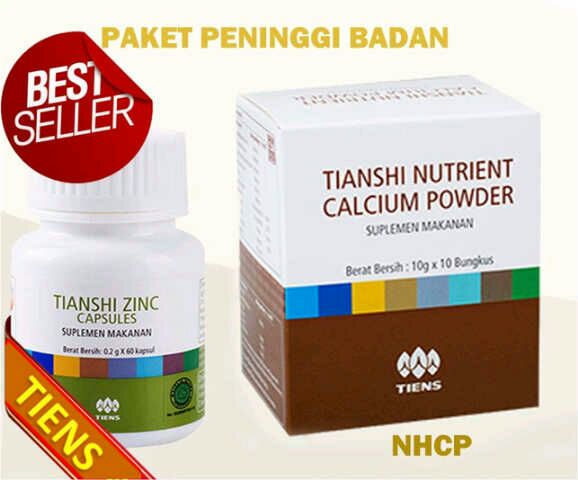 PAKET PENINGGI BADAN
BEST
SELLER
TIANSHI ZINC
CAPSULES
SUPLEMEN MAKANAN
Berat Bersih: 0.2 g X 60 kapsul
TIENS
TIENS
TIANSHI NUTRIENT
CALCIUM POWDER
SUPLEMEN MAKANAN
Berat Bersih : 10g x 10 Bungkus
TIENS
NHCP